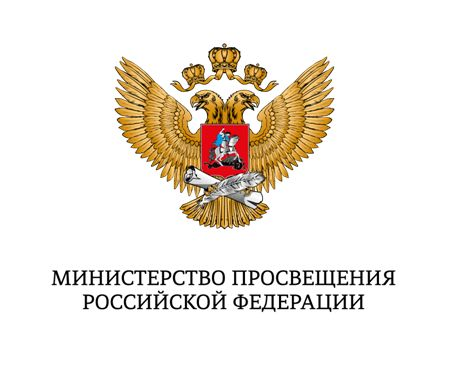 МИНИСТЕРСТВО ПРОСВЕЩЕНИЯ
РОССИЙСКОЙ ФЕДЕРАЦИИ